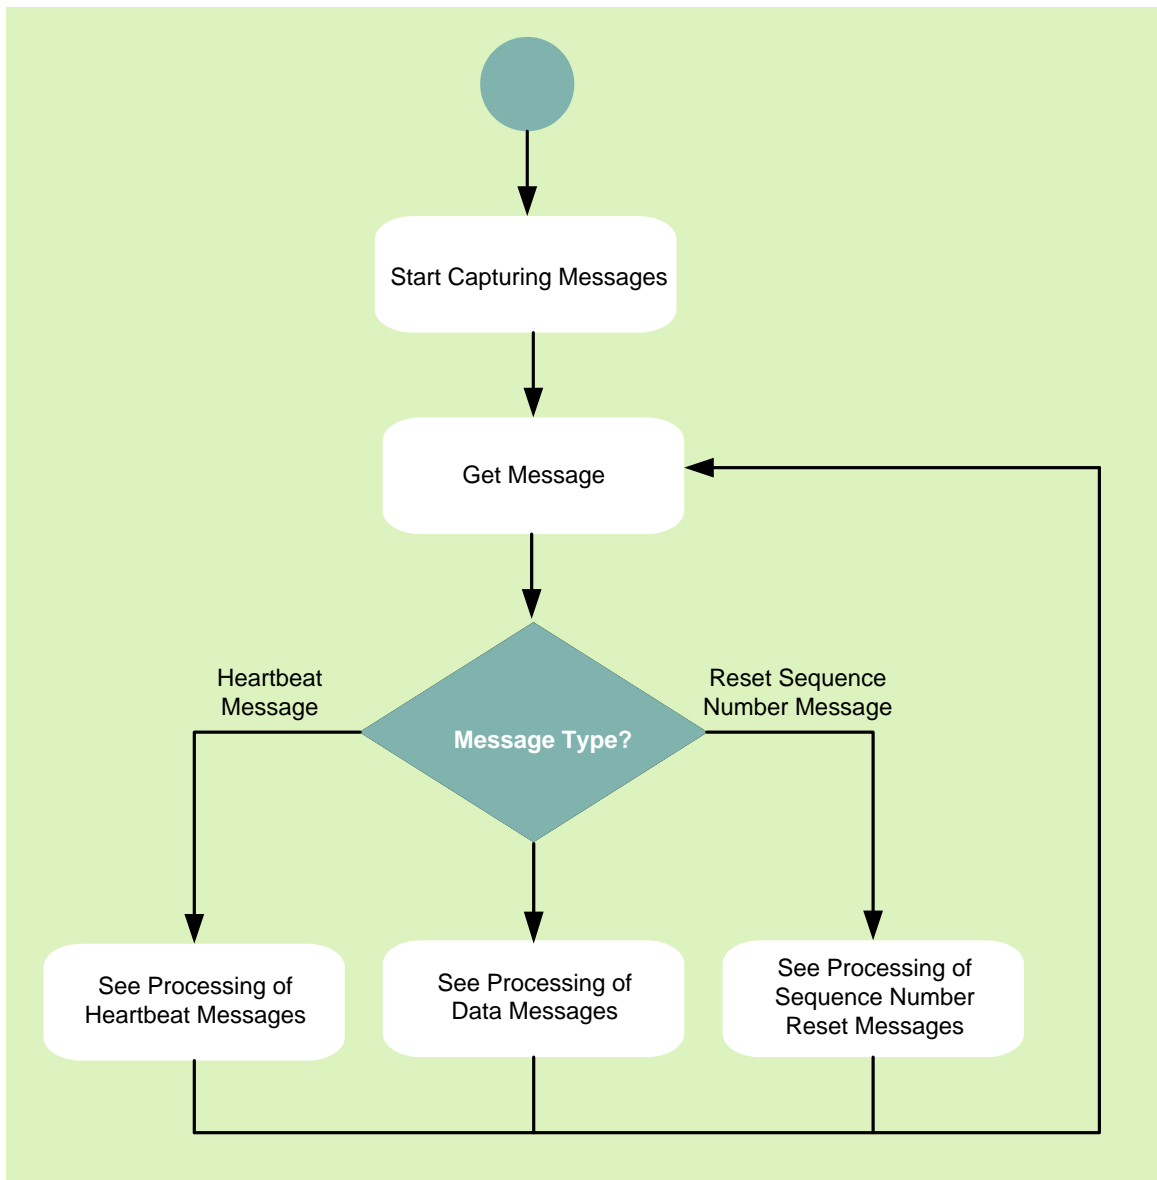 Start Capturing Messages
Get Message
Heartbeat
Message
Reset Sequence
Number Message
Message Type?
See Processing of
Heartbeat Messages
See Processing of
Data Messages
See Processing of
Sequence Number
Reset Messages